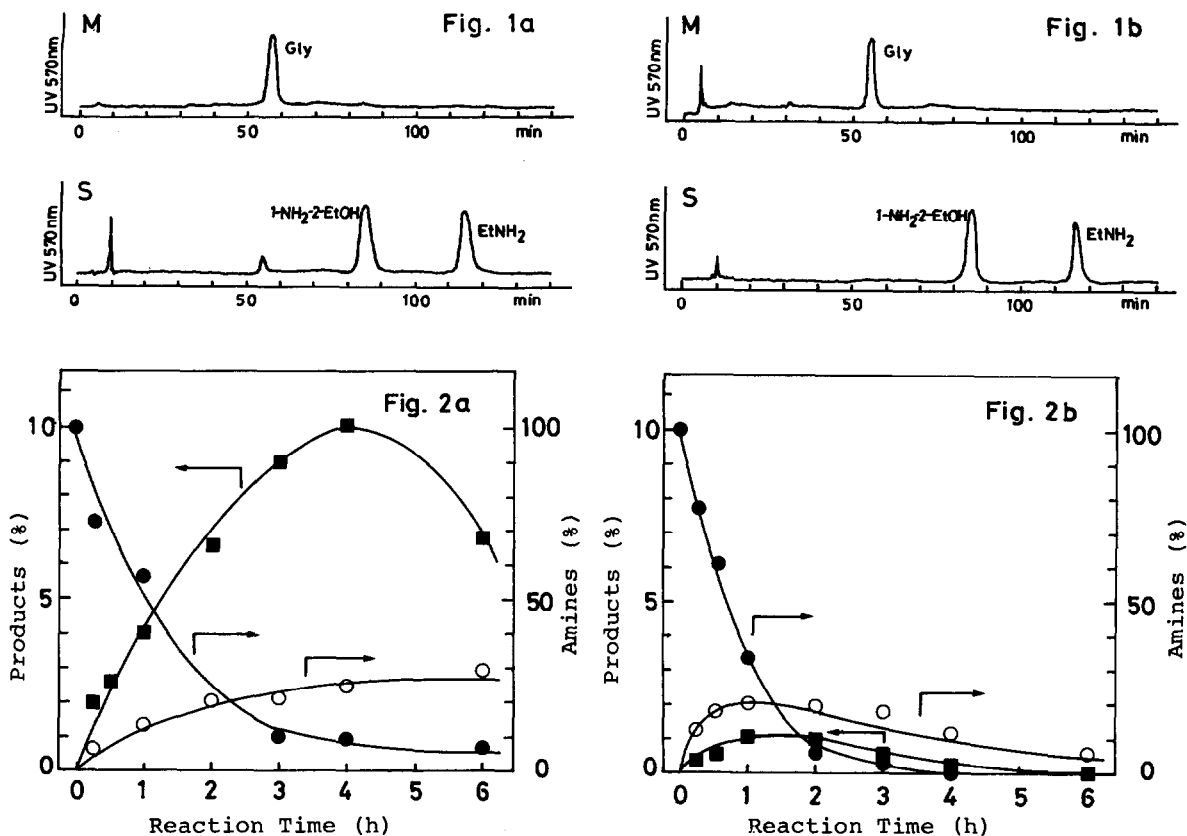 M
Fig. 1a
UV 570nm
Gly
0 50 100 min
S
UV 570nm
1-NH2-2-EtOH
EtNH2
0 50 100 min
M
Fig. 1b
UV 570nm
Gly
0 50 100 min
S
UV 570nm
1-NH2-2-EtOH
EtNH2
0 50 100 min
Fig. 2a
Products (%)
10
5
0
Amines (%)
100
50
0
0 1 2 3 4 6
Reaction Time (h)
Fig. 2b
Products (%)
10
5
0
Amines (%)
100
50
0
0 1 2 3 4 6
Reaction Time (h)